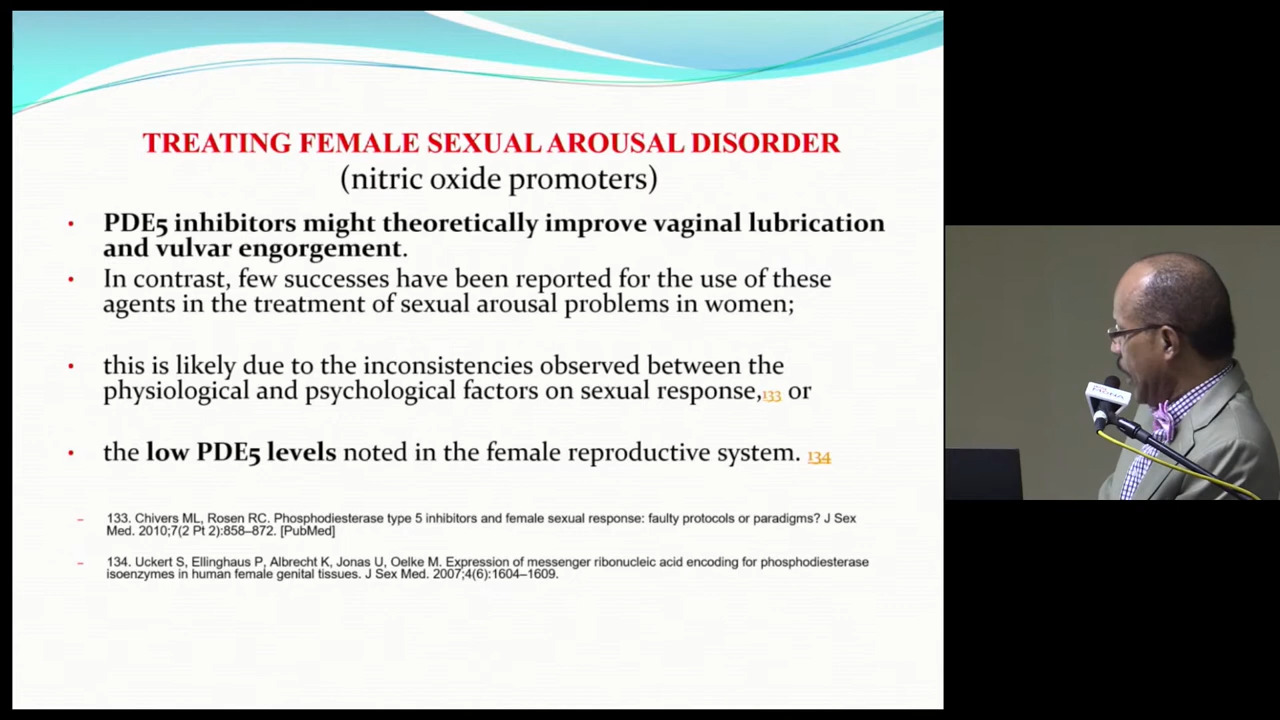 TREATING FEMALE SEXUAL AROUSAL DISORDER
(nitric oxide promoters)
• PDE5 inhibitors might theoretically improve vaginal lubrication
and vulvar engorgement.
• In contrast, few successes have been reported for the use of these
agents in the treatment of sexual arousal problems in women;
• this is likely due to the inconsistencies observed between the
physiological and psychological factors on sexual response,133 or
• the low PDE5 levels noted in the female reproductive system. 134
– 133. Chivers ML, Rosen RC. Phosphodiesterase type 5 inhibitors and female sexual response: faulty protocols or paradigms? J Sex
Med. 2010;7(2 Pt 2):858–872. [PubMed]
– 134. Uckert S, Ellinghaus P, Albrecht K, Jonas U, Oelke M. Expression of messenger ribonucleic acid encoding for phosphodiesterase
isoenzymes in human female genital tissues. J Sex Med. 2007;4(6):1604–1609.